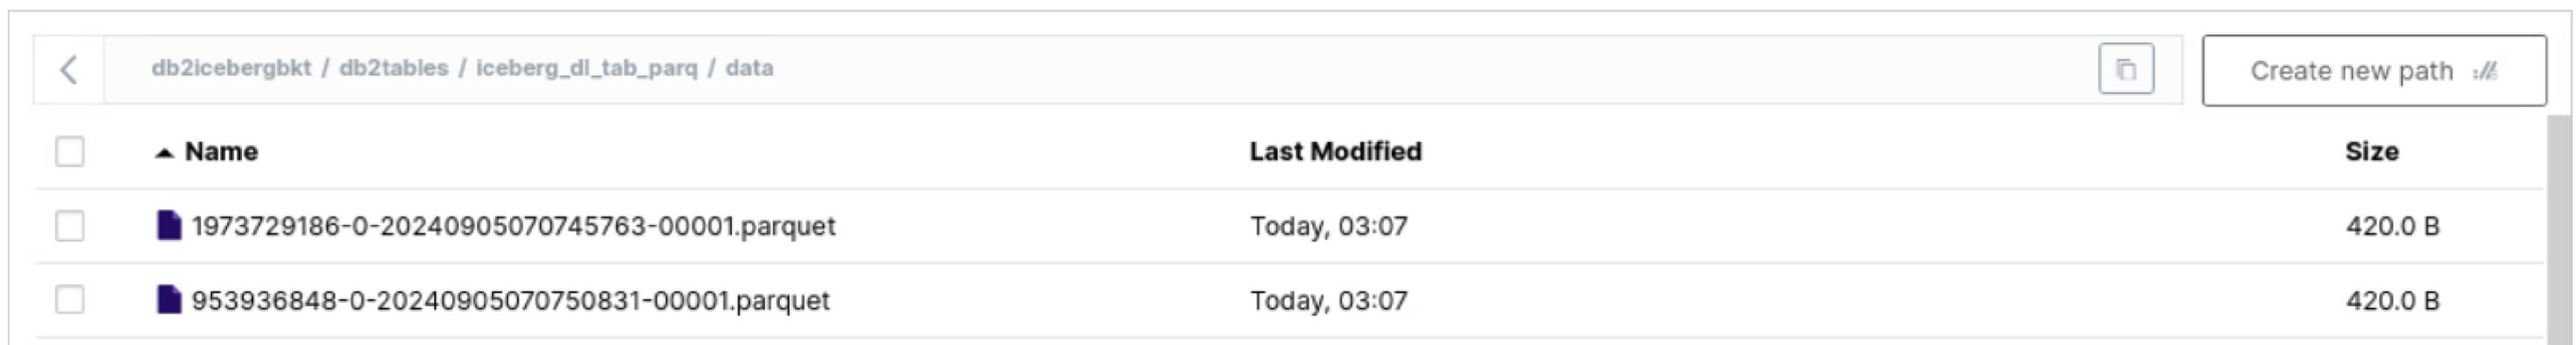 db2icebergbkt / db2tables / iceberg_dl_tab_parq / data
Create new path
Name Last Modified Size
1973729186-0-20240905070745763-00001.parquet Today, 03:07 420.0 B
953936848-0-20240905070750831-00001.parquet Today, 03:07 420.0 B